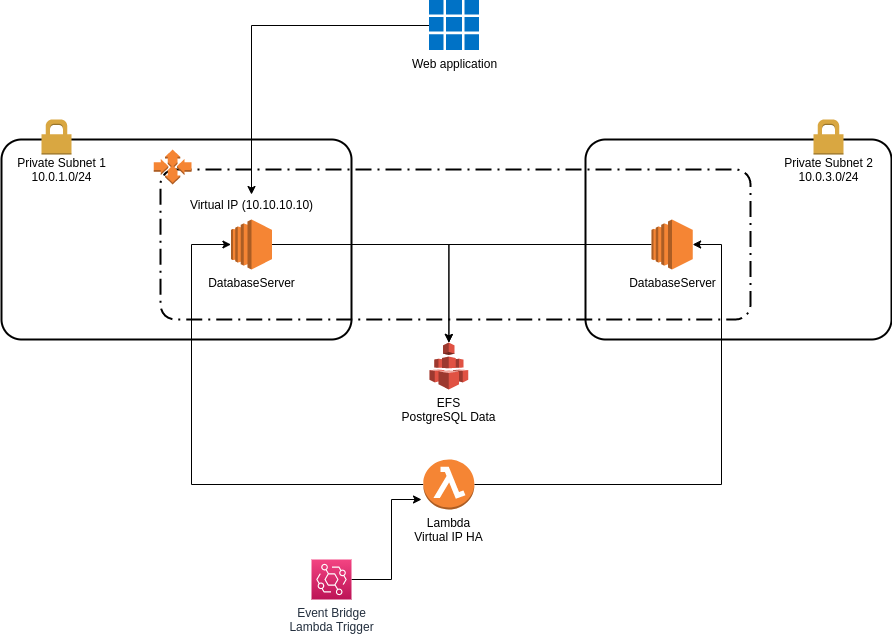 Web application
Private Subnet 1
10.0.1.0/24
Private Subnet 2
10.0.3.0/24
Virtual IP (10.10.10.10)
DatabaseServer
DatabaseServer
EFS
PostgreSQL Data
Lambda
Virtual IP HA
Event Bridge
Lambda Trigger